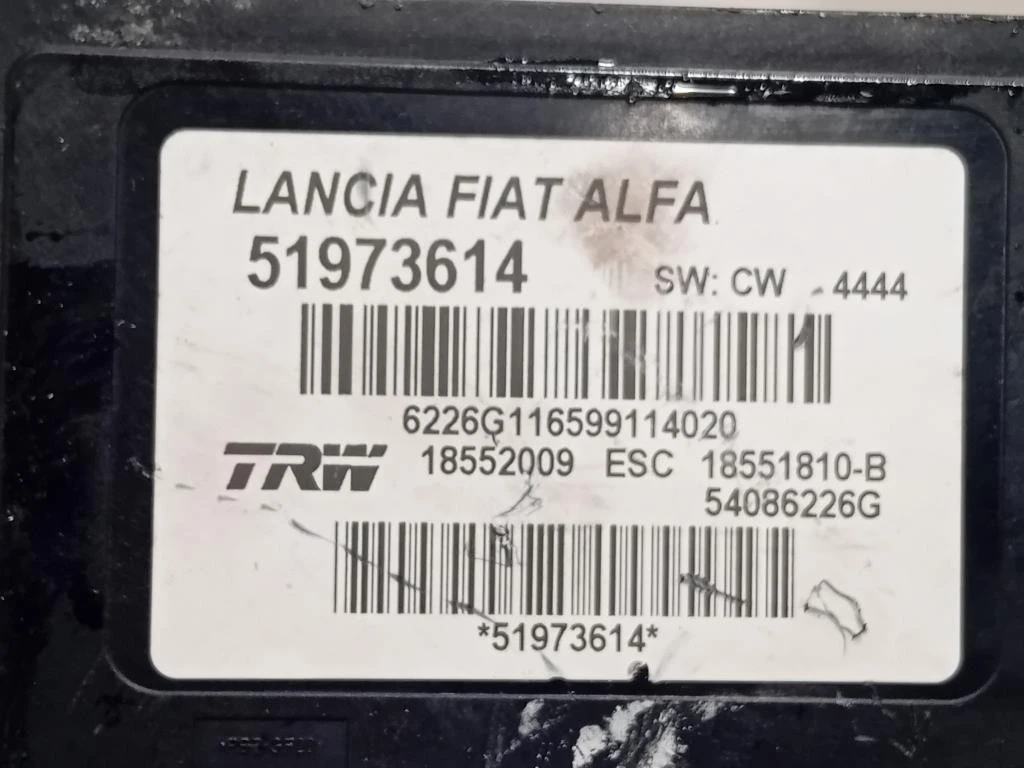 LANCIA FIAT ALFA
51973614 SW: CW - 4444
6226G116599114020
TRW 18552009 ESC 18551810-B
54086226G
*51973614*